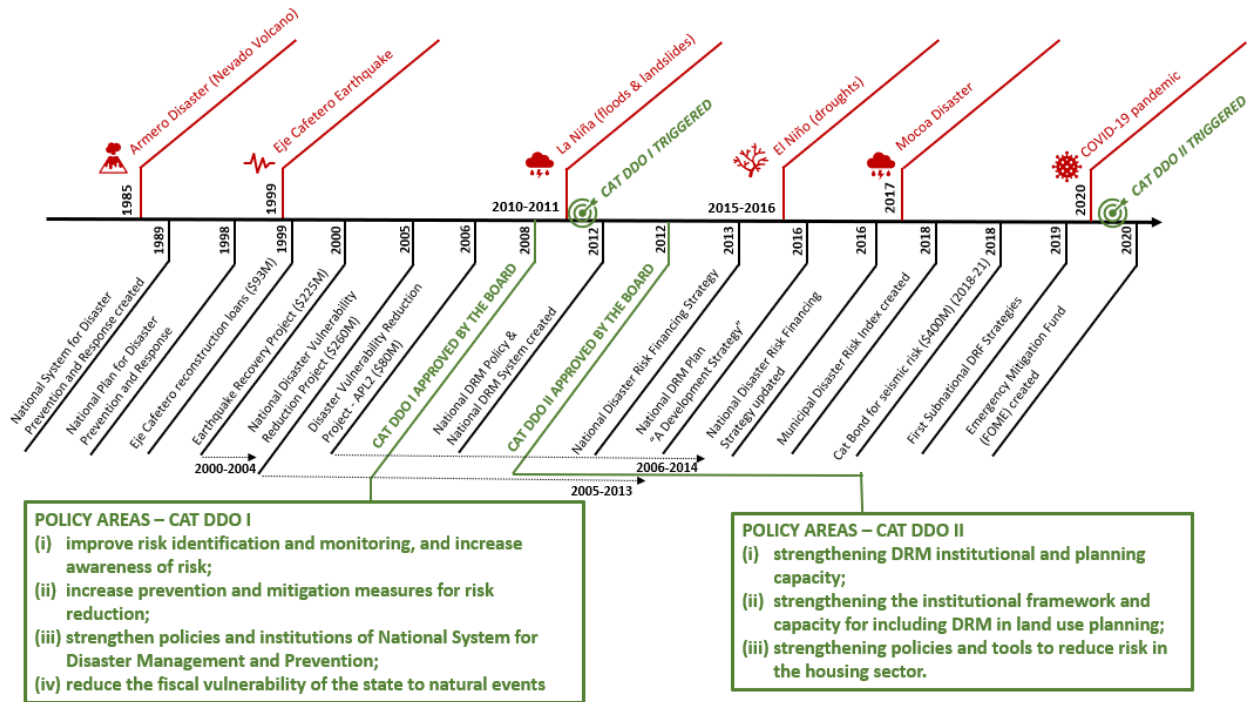 Armero Disaster (Nevado Volcano)
Eje Cafetero Earthquake
La Niña (floods & landslides)
CAT DDO I TRIGGERED
El Niño (droughts)
Mocoa Disaster
COVID-19 pandemic
CAT DDO II TRIGGERED
1985
1999
2010-2011
2015-2016
2017
2020
1989
1998
1999
2000
2005
2006
2008
2012
2012
2013
2016
2016
2018
2018
2019
2020
National System for Disaster
Prevention and Response created
National Plan for Disaster
Prevention and Response
Eje Cafetero reconstruction loans ($93M)
Earthquake Recovery Project ($225M)
National Disaster Vulnerability
Reduction Project ($260M)
Disaster Vulnerability Reduction
Project - APL2 ($80M)
CAT DDO I APPROVED BY THE BOARD
National DRM Policy &
National DRM System created
CAT DDO II APPROVED BY THE BOARD
National Disaster Risk Financing Strategy
National DRM Plan
“A Development Strategy”
National Disaster Risk Financing
Strategy updated
Municipal Disaster Risk Index created
Cat Bond for seismic risk ($400M) (2018-21)
First Subnational DRF Strategies
Emergency Mitigation Fund
(FOME) created
2000-2004
2006-2014
2005-2013
POLICY AREAS – CAT DDO I
(i) improve risk identification and monitoring, and increase
awareness of risk;
(ii) increase prevention and mitigation measures for risk
reduction;
(iii) strengthen policies and institutions of National System for
Disaster Management and Prevention;
(iv) reduce the fiscal vulnerability of the state to natural events
POLICY AREAS – CAT DDO II
(i) strengthening DRM institutional and planning
capacity;
(ii) strengthening the institutional framework and
capacity for including DRM in land use planning;
(iii) strengthening policies and tools to reduce risk in
the housing sector.